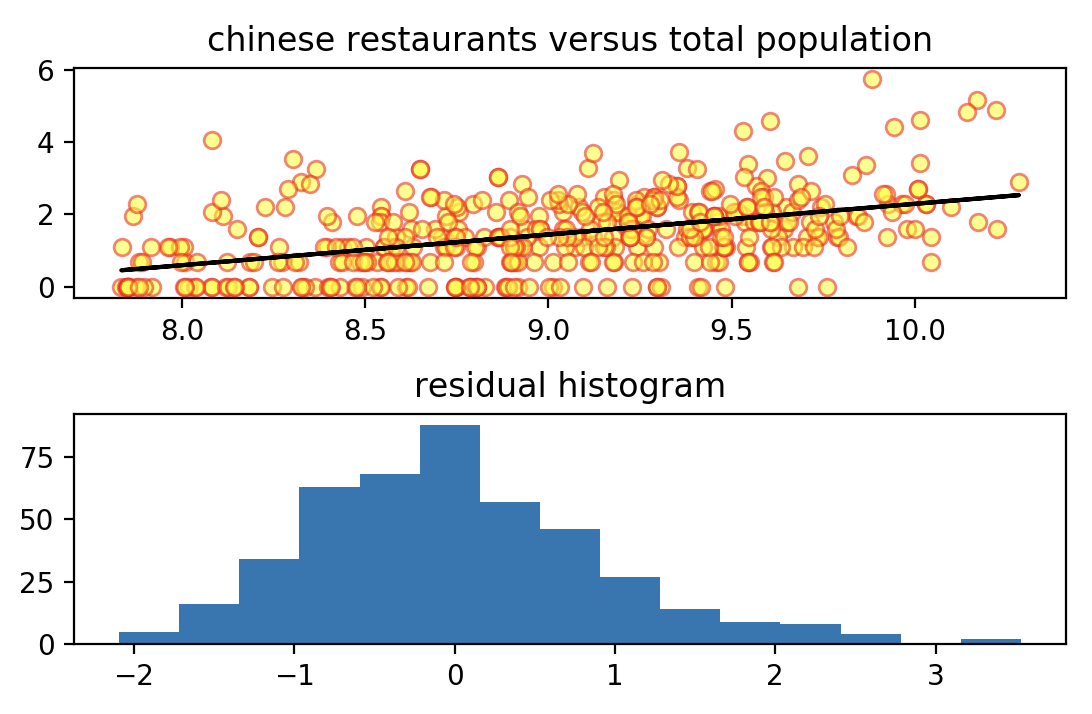 chinese restaurants versus total population
6
4
2
0
8.0 8.5 9.0 9.5 10.0
residual histogram
75
50
25
0
−2 −1 0 1 2 3